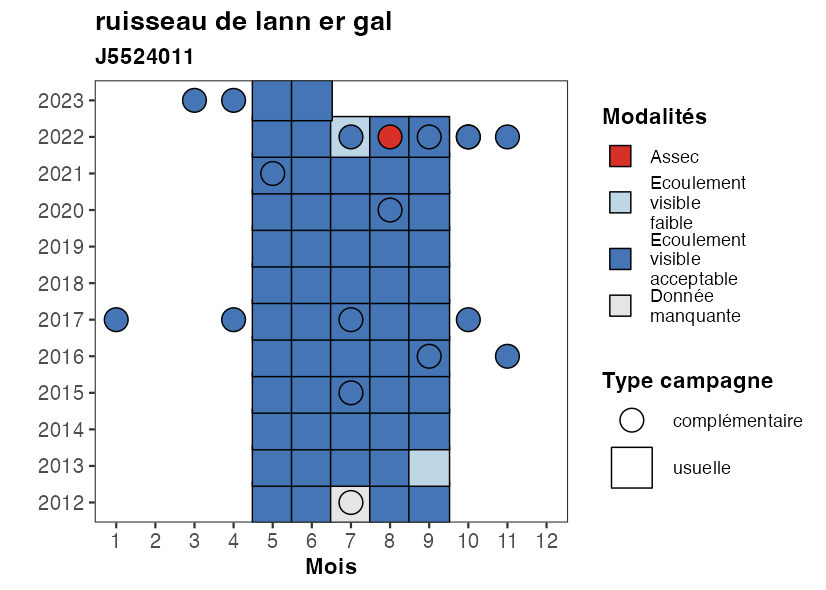 ruisseau de lann er gal
J5524011
2023
2022
2021
2020
2019
2018
2017
2016
2015
2014
2013
2012
1 2 3 4 5 6 7 8 9 10 11 12
Mois
Modalités
Assec
Ecoulement
visible
faible
Ecoulement
visible
acceptable
Donnée
manquante
Type campagne
complémentaire
usuelle